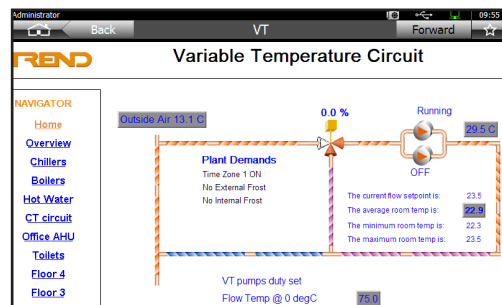 Administrator 09:55
Back VT Forward
TREND Variable Temperature Circuit
NAVIGATOR
Home
Overview
Chillers
Boilers
Hot Water
CT circuit
Office AHU
Toilets
Floor 4
Floor 3
Outside Air 13.1 C
0.0 %
Running
29.5 C
OFF
Plant Demands
Time Zone 1 ON
No External Frost
No Internal Frost
The current flow setpoint is: 23.5
The average room temp is: 22.9
The minimum room temp is: 22.3
The maximum room temp is: 23.5
VT pumps duty set
Flow Temp @ 0 degC 75.0